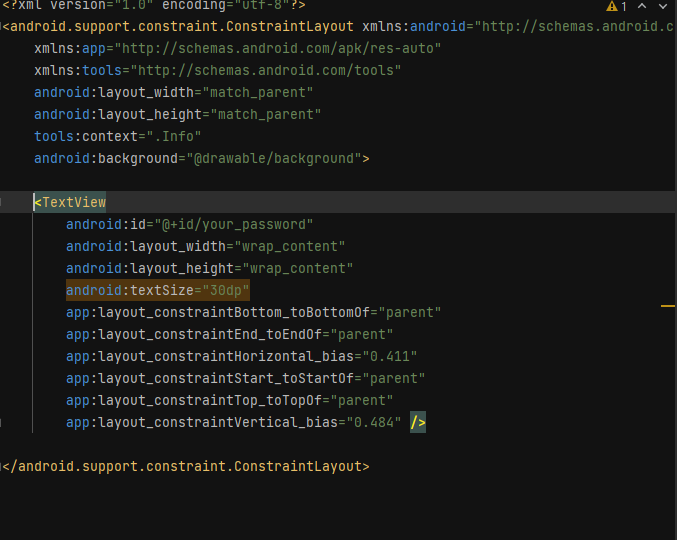 <?xml version="1.0" encoding="utf-8"?>
1
<android.support.constraint.ConstraintLayout xmlns:android="http://schemas.android.c
xmlns:app="http://schemas.android.com/apk/res-auto"
xmlns:tools="http://schemas.android.com/tools"
android:layout_width="match_parent"
android:layout_height="match_parent"
tools:context=".Info"
android:background="@drawable/background">
<TextView
android:id="@+id/your_password"
android:layout_width="wrap_content"
android:layout_height="wrap_content"
android:textSize="30dp"
app:layout_constraintBottom_toBottomOf="parent"
app:layout_constraintEnd_toEndOf="parent"
app:layout_constraintHorizontal_bias="0.411"
app:layout_constraintStart_toStartOf="parent"
app:layout_constraintTop_toTopOf="parent"
app:layout_constraintVertical_bias="0.484" />
</android.support.constraint.ConstraintLayout>